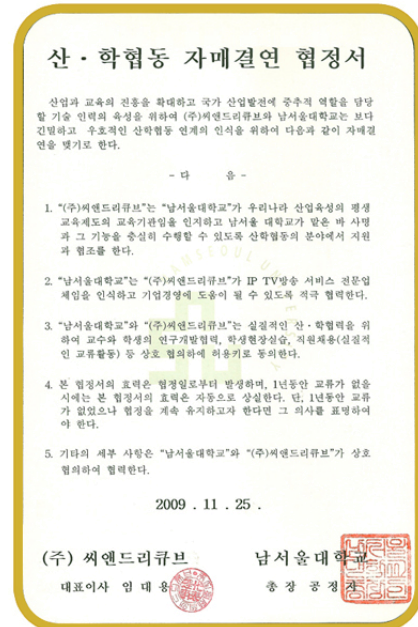 산·학협동 자매결연 협정서
산업과 교육의 진흥을 확대하고 국가 산업발전에 중추적 역할을 담당
할 기술 인력의 육성을 위하여 (주)씨앤드리큐브와 남서울대학교는 보다
긴밀하고 우호적인 산학협동 연계의 인식을 위하여 다음과 같이 자매결
연을 맺기로 한다.
- 다 음 -
1. "(주)씨앤드리큐브"는 "남서울대학교"가 우리나라 산업육성의 평생
교육제도의 교육기관임을 인지하고 남서울 대학교가 맡은 바 사명
과 그 기능을 충실히 수행할 수 있도록 산학협동의 분야에서 지원
과 협조를 한다.
2. "남서울대학교"는 "(주)씨앤드리큐브"가 IP TV방송 서비스 전문업
체임을 인식하고 기업경영에 도움이 될 수 있도록 적극 협력한다.
3. "남서울대학교"와 "(주)씨앤드리큐브"는 실질적인 산·학협력을 위
하여 교수와 학생의 연구개발협력, 학생현장실습, 직원채용(실질적
인 교류활동) 등 상호 협의하에 허용키로 동의한다.
4. 본 협정서의 효력은 협정일로부터 발생하며, 1년동안 교류가 없을
시에는 본 협정서의 효력은 자동으로 상실한다. 단, 1년동안 교류
가 없었으나 협정을 계속 유지하고자 한다면 그 의사를 표명하여
야 한다.
5. 기타의 세부 사항은 "남서울대학교"와 "(주)씨앤드리큐브"가 상호
협의하여 협력한다.
2009 . 11 . 25 .
(주) 씨앤드리큐브 남서울대학교
대표이사 임대용 총장 공정자